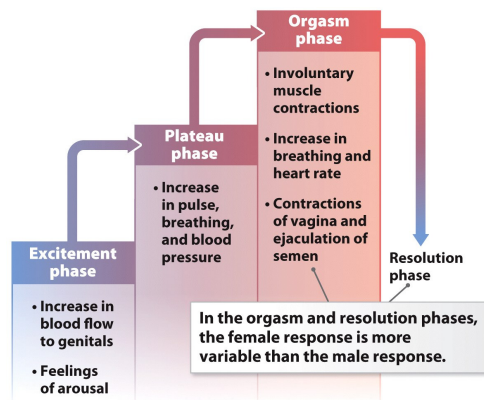 Orgasm
phase
• Involuntary
muscle
contractions
• Increase in
breathing and
heart rate
• Contractions
of vagina and
ejaculation of
semen
Plateau
phase
• Increase
in pulse,
breathing,
and blood
pressure
Excitement
phase
• Increase in
blood flow
to genitals
• Feelings
of arousal
Resolution
phase
In the orgasm and resolution phases,
the female response is more
variable than the male response.